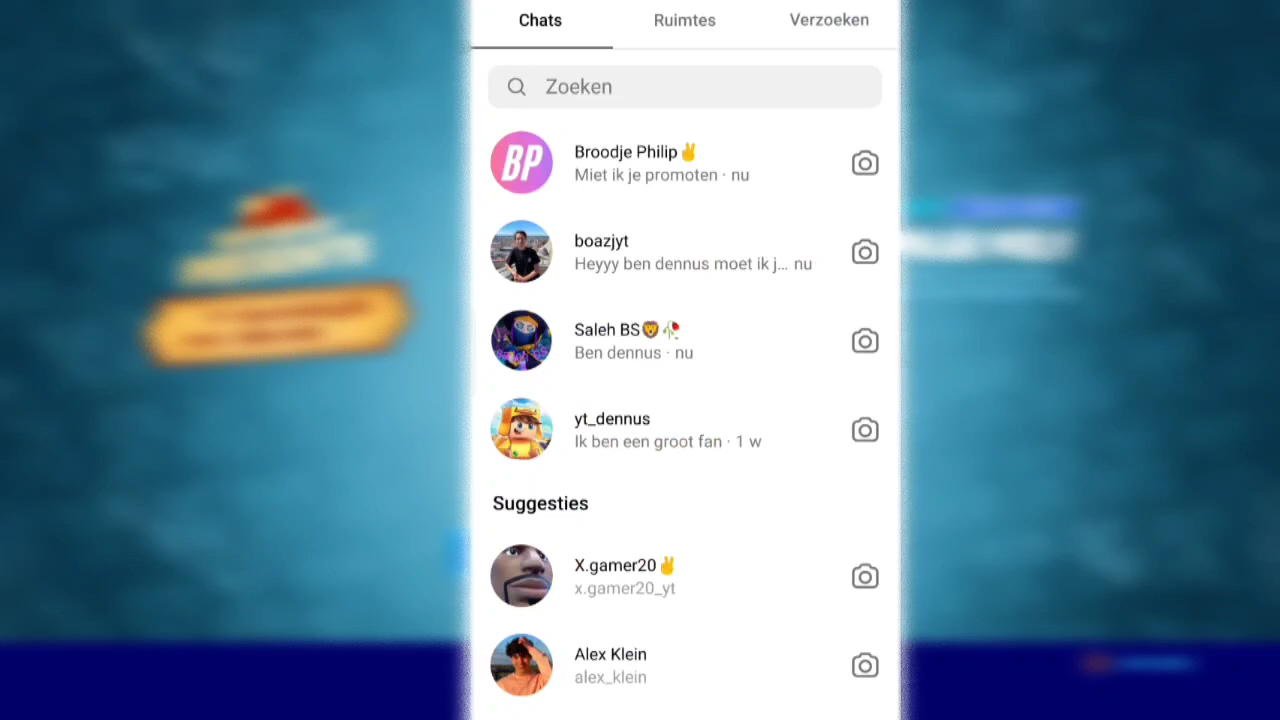 Chats Ruimtes Verzoeken
Zoeken
BP
Broodje Philip✌️
Miet ik je promoten · nu
boazjyt
Heyyy ben dennus moet ik j... nu
Saleh BS🦁🥀
Ben dennus · nu
yt_dennus
Ik ben een groot fan · 1 w
Suggesties
X.gamer20✌️
x.gamer20_yt
Alex Klein
alex_klein